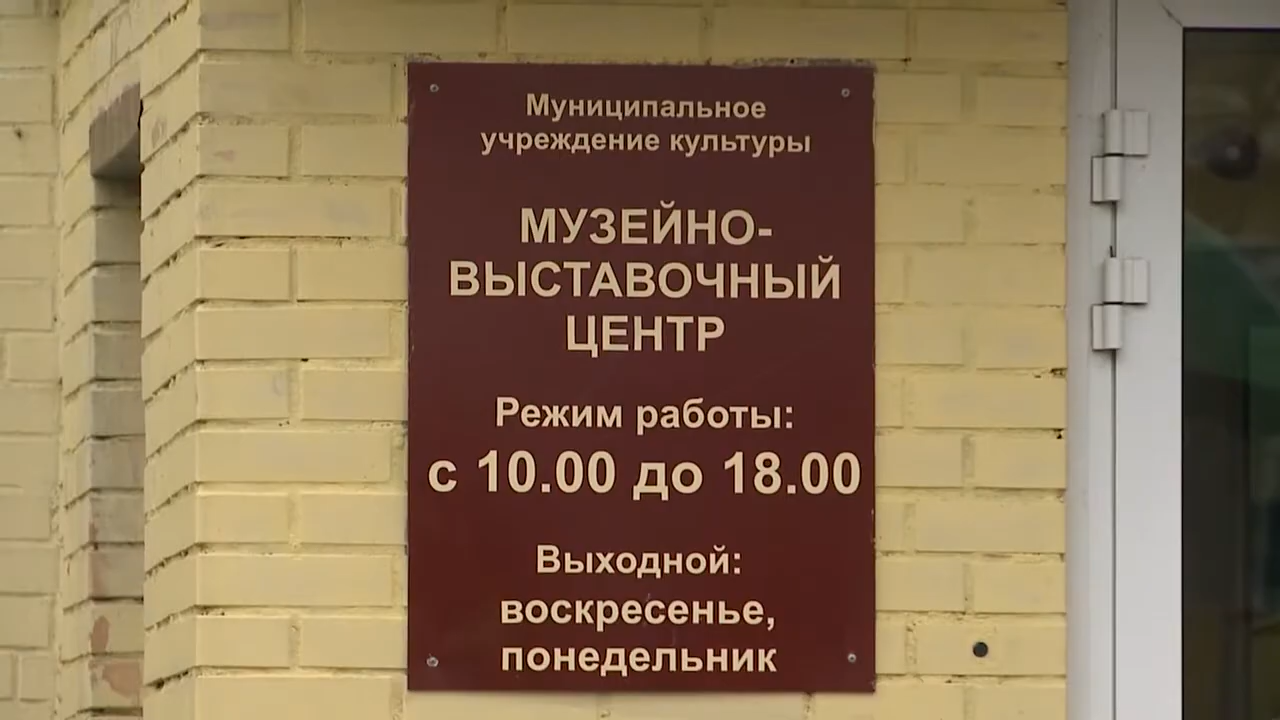 Муниципальное
учреждение культуры
МУЗЕЙНО-
ВЫСТАВОЧНЫЙ
ЦЕНТР
Режим работы:
с 10.00 до 18.00
Выходной:
воскресенье,
понедельник